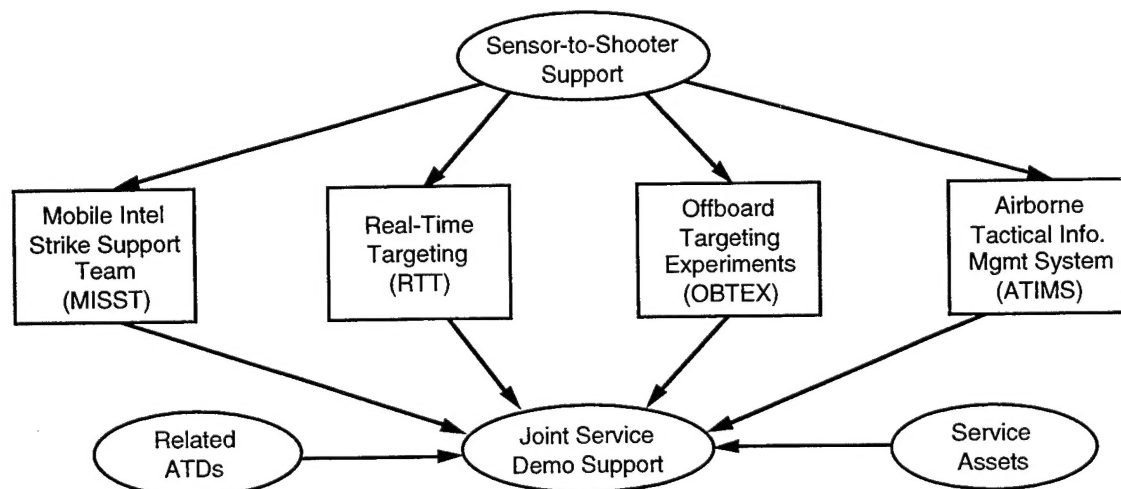 Sensor-to-Shooter
Support
Mobile Intel
Strike Support
Team
(MISST)
Real-Time
Targeting
(RTT)
Offboard
Targeting
Experiments
(OBTEX)
Airborne
Tactical Info.
Mgmt System
(ATIMS)
Related
ATDs
Joint Service
Demo Support
Service
Assets